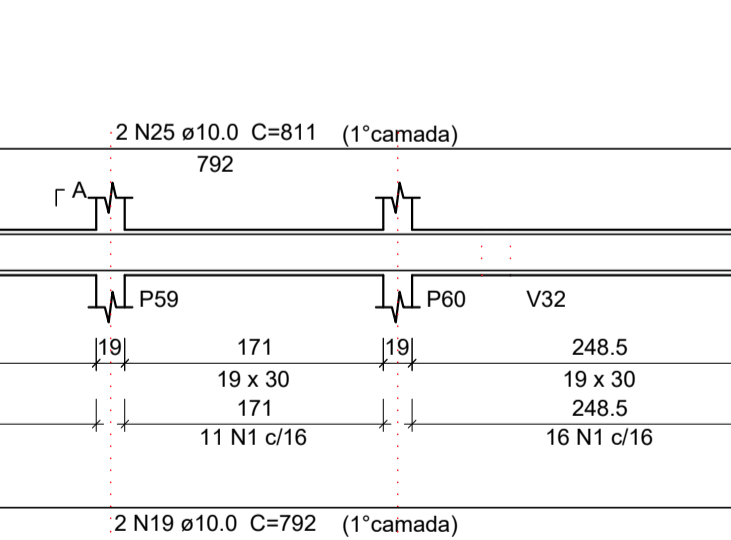 2 N25 ø10.0 C=811 (1°camada)
792
A
P59 P60 V32
19 171 19 248.5
19 x 30 19 x 30
171 248.5
11 N1 c/16 16 N1 c/16
2 N19 ø10.0 C=792 (1°camada)